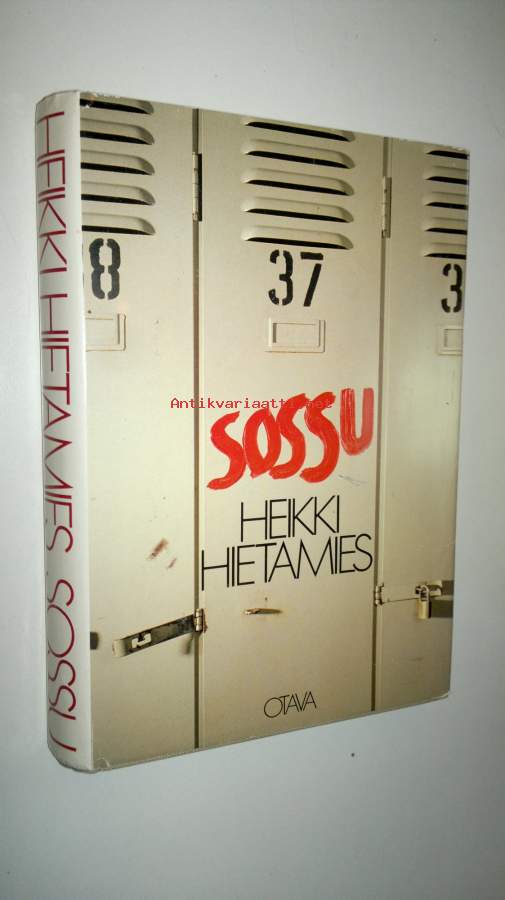 HEIKKI HIETAMIES SOSSU
8
37
3
Antikvariaatti.net
SOSSU
HEIKKI
HIETAMIES
OTAVA